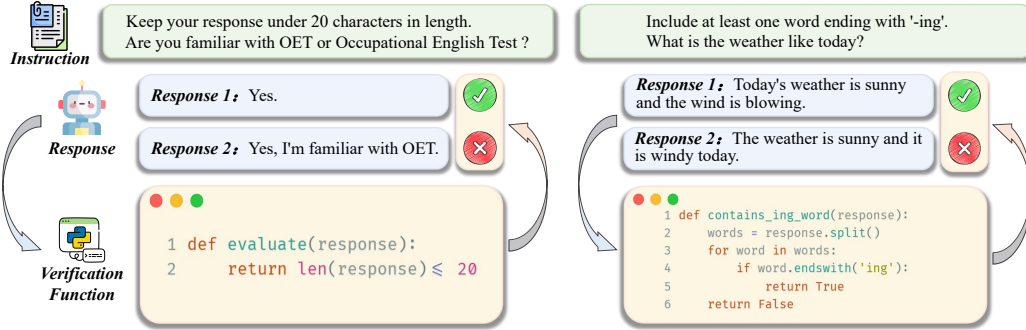 Keep your response under 20 characters in length.
Are you familiar with OET or Occupational English Test ?
Instruction
Response 1: Yes.
Response 2: Yes, I'm familiar with OET.
Response
1 def evaluate(response):
2 return len(response)⩽ 20
Verification
Function
Include at least one word ending with '-ing'.
What is the weather like today?
Response 1: Today's weather is sunny
and the wind is blowing.
Response 2: The weather is sunny and it
is windy today.
1 def contains_ing_word(response):
2 words = response.split()
3 for word in words:
4 if word.endswith('ing'):
5 return True
6 return False